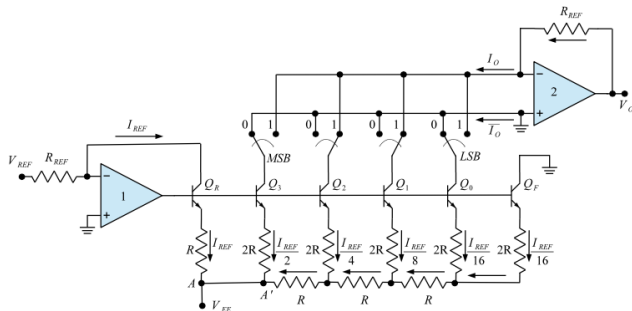 R_REF
I_O
−
2
+
V_O
0 1 0 1 0 1 0 1
I̅_O
I_REF
MSB
LSB
V_REF
R_REF
−
1
+
Q_R
Q_3
Q_2
Q_1
Q_0
Q_F
R
I_REF
2R
I_REF/2
2R
I_REF/4
2R
I_REF/8
2R
I_REF/16
2R
I_REF/16
A
A'
R
R
R
V_EE